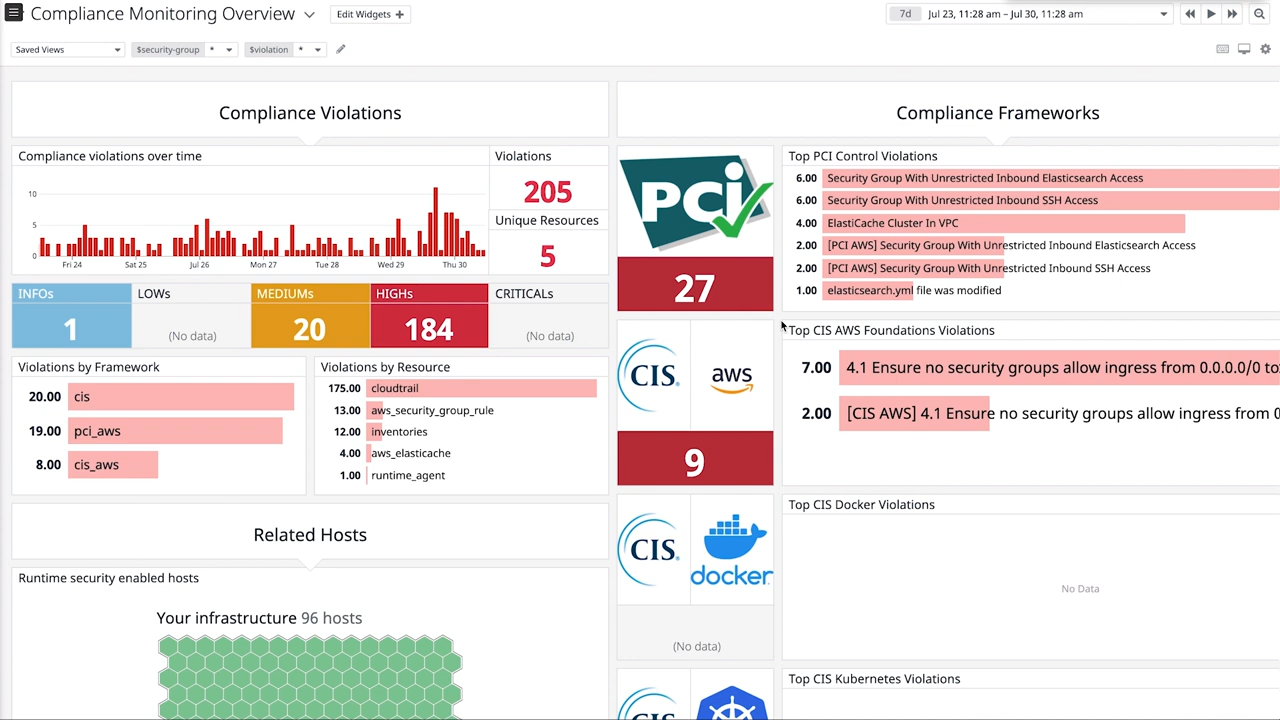 Compliance Monitoring Overview
Edit Widgets +
7d Jul 23, 11:28 am – Jul 30, 11:28 am
Saved Views
$security-group *
$violation *
Compliance Violations
Compliance violations over time
10
5
0
Fri 24 Sat 25 Jul 26 Mon 27 Tue 28 Wed 29 Thu 30
Violations
205
Unique Resources
5
INFOs
1
LOWs
(No data)
MEDIUMs
20
HIGHs
184
CRITICALs
(No data)
Violations by Framework
20.00 cis
19.00 pci_aws
8.00 cis_aws
Violations by Resource
175.00 cloudtrail
13.00 aws_security_group_rule
12.00 inventories
4.00 aws_elasticache
1.00 runtime_agent
Related Hosts
Runtime security enabled hosts
Your infrastructure 96 hosts
Compliance Frameworks
PCi
27
Top PCI Control Violations
6.00 Security Group With Unrestricted Inbound Elasticsearch Access
6.00 Security Group With Unrestricted Inbound SSH Access
4.00 ElastiCache Cluster In VPC
2.00 [PCI AWS] Security Group With Unrestricted Inbound Elasticsearch Access
2.00 [PCI AWS] Security Group With Unrestricted Inbound SSH Access
1.00 elasticsearch.yml file was modified
CIS.
aws
9
Top CIS AWS Foundations Violations
7.00 4.1 Ensure no security groups allow ingress from 0.0.0.0/0 to
2.00 [CIS AWS] 4.1 Ensure no security groups allow ingress from 0
CIS.
docker
(No data)
Top CIS Docker Violations
No Data
CIS
Top CIS Kubernetes Violations